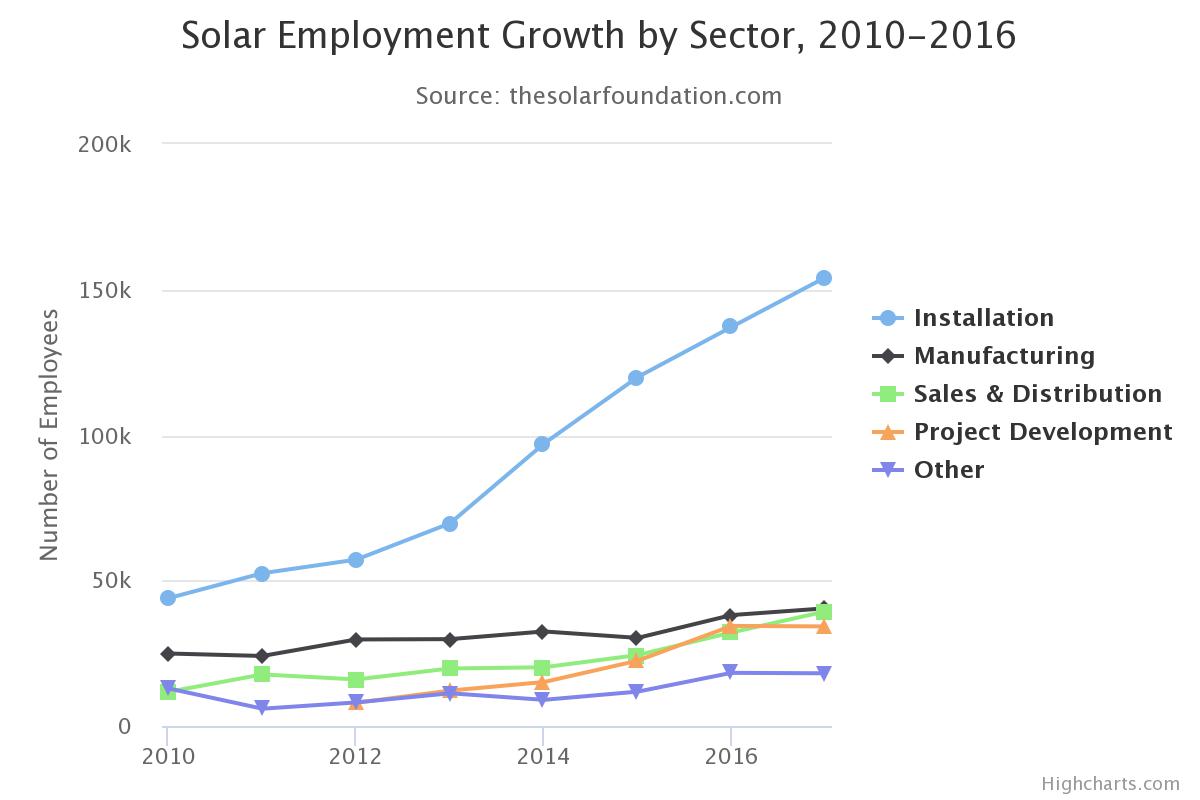 Solar Employment Growth by Sector, 2010–2016
Source: thesolarfoundation.com
Number of Employees
200k
150k
100k
50k
0
2010
2012
2014
2016
Installation
Manufacturing
Sales & Distribution
Project Development
Other
Highcharts.com